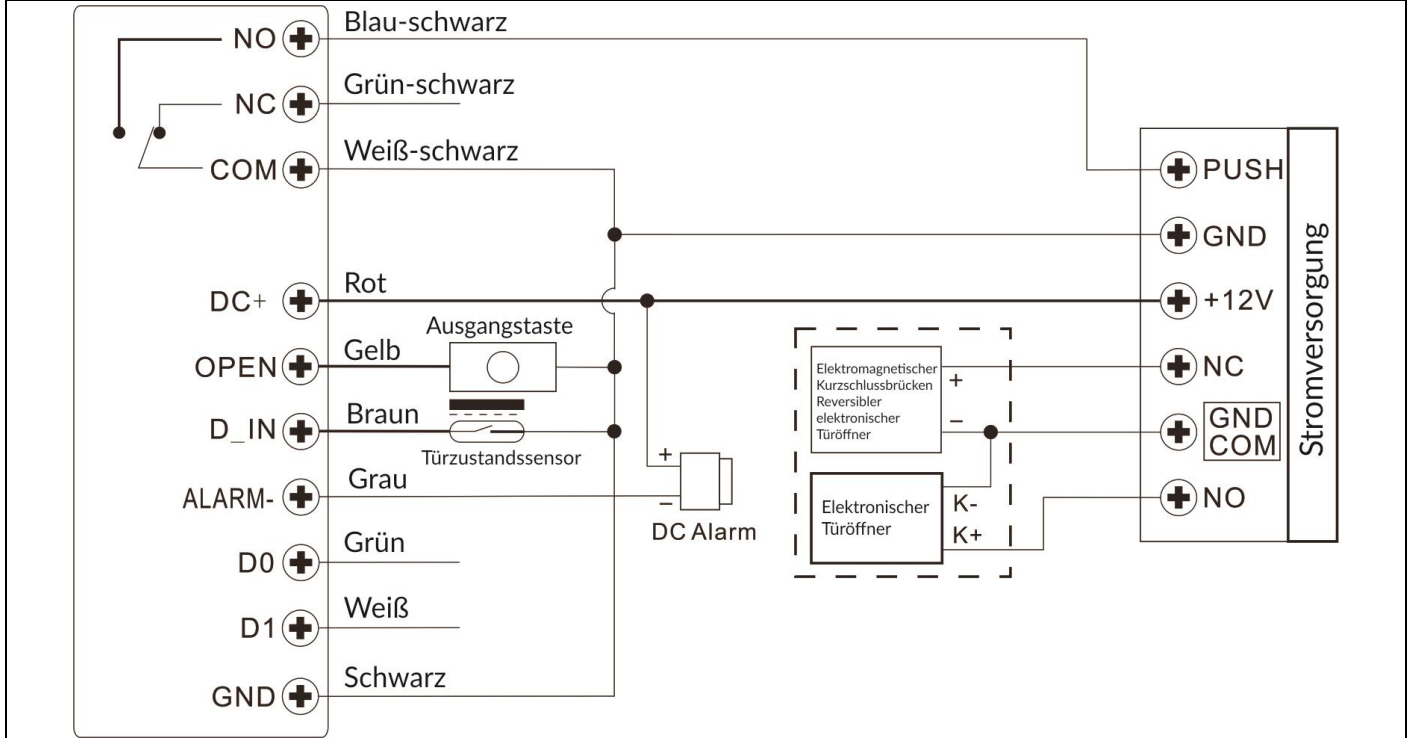 NO
Blau-schwarz
NC
Grün-schwarz
COM
Weiß-schwarz
DC+
Rot
OPEN
Gelb
Ausgangstaste
D_IN
Braun
Türzustandssensor
ALARM-
Grau
+
−
DC Alarm
D0
Grün
D1
Weiß
GND
Schwarz
Elektromagnetischer
Kurzschlussbrücken
Reversibler
elektronischer
Türöffner
+
−
Elektronischer
Türöffner
K-
K+
PUSH
GND
+12V
NC
GND
COM
NO
Stromversorgung